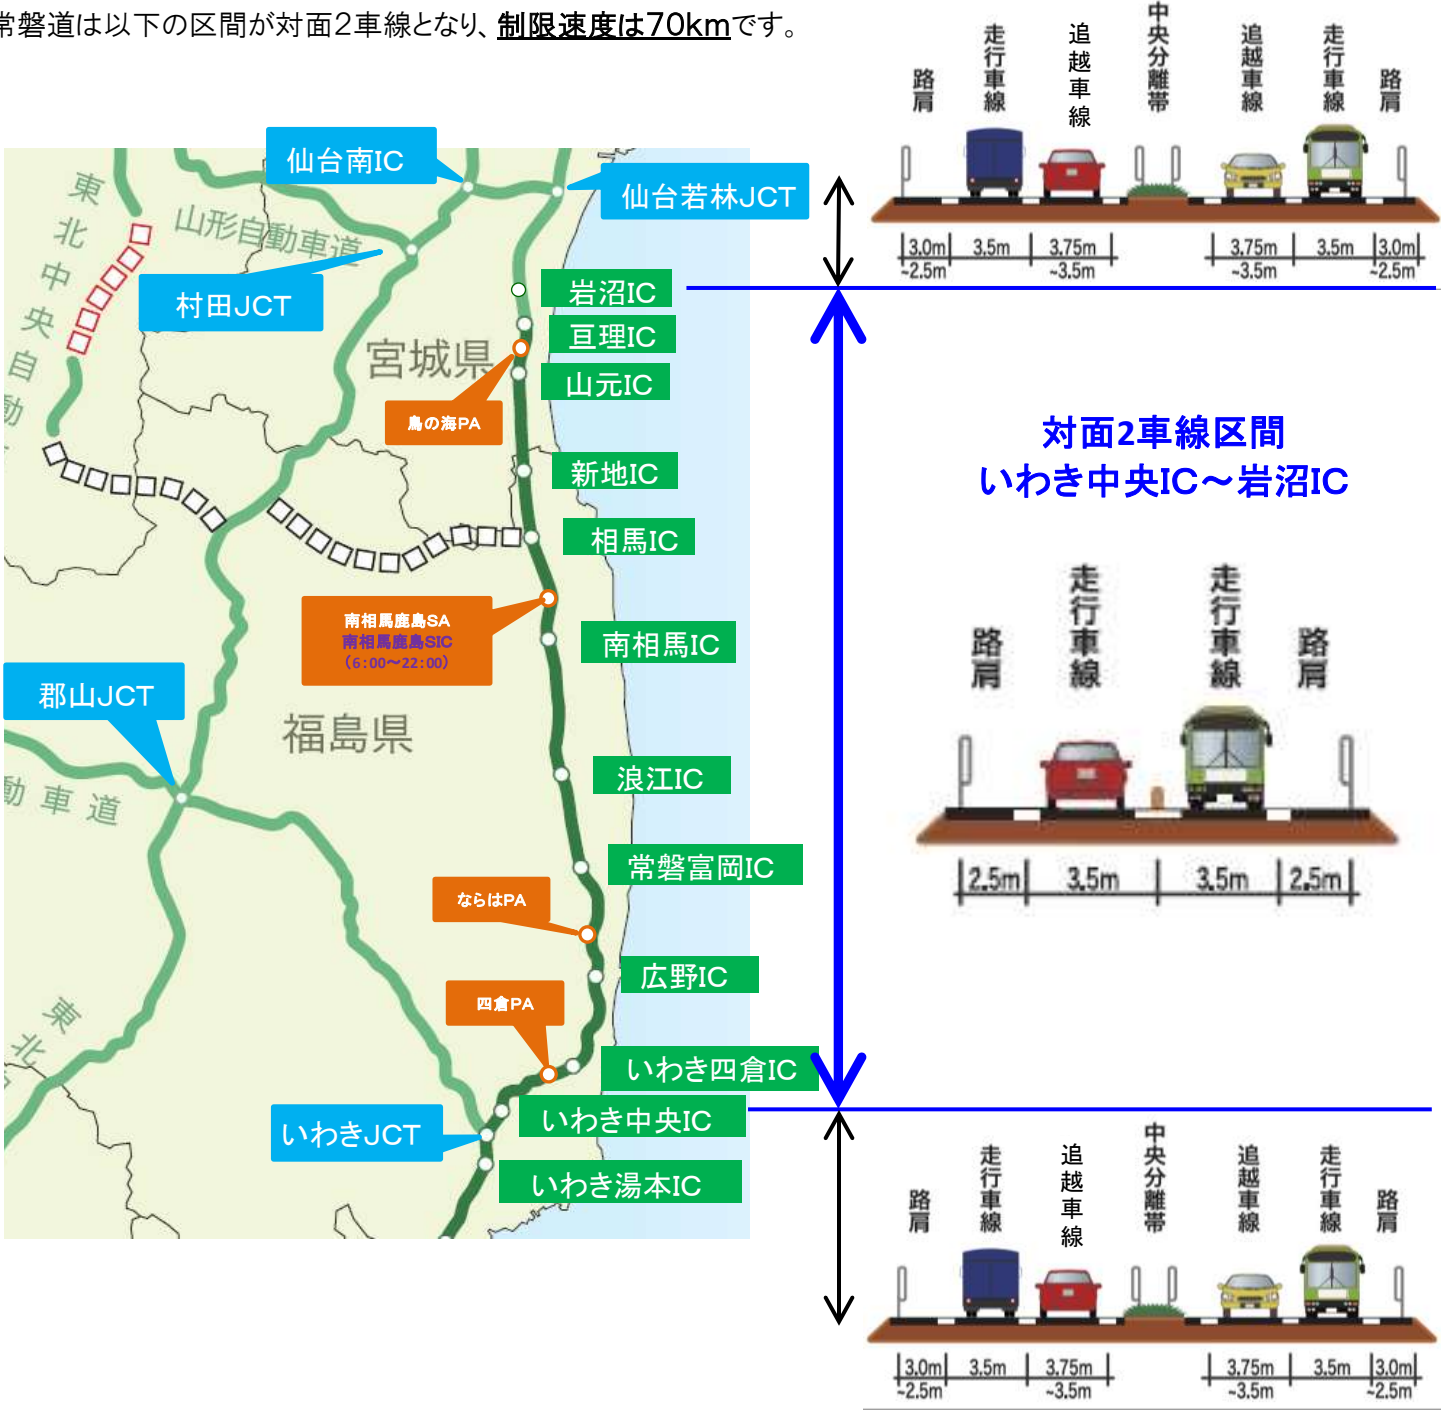 常磐道は以下の区間が対面2車線となり、制限速度は70kmです。
仙台南IC
仙台若林JCT
山形自動車道
東北中央自動
村田JCT
岩沼IC
亘理IC
宮城県
山元IC
鳥の海PA
新地IC
相馬IC
南相馬鹿島SA
南相馬鹿島SIC
(6:00～22:00)
南相馬IC
郡山JCT
福島県
浪江IC
動車道
常磐富岡IC
ならはPA
広野IC
四倉PA
東北
いわき四倉IC
いわき中央IC
いわきJCT
いわき湯本IC
路肩
走行車線
追越車線
中央分離帯
追越車線
走行車線
路肩
3.0m
~2.5m
3.5m
3.75m
~3.5m
3.75m
~3.5m
3.5m
3.0m
~2.5m
対面2車線区間
いわき中央IC～岩沼IC
路肩
走行車線
走行車線
路肩
2.5m
3.5m
3.5m
2.5m
路肩
走行車線
追越車線
中央分離帯
追越車線
走行車線
路肩
3.0m
~2.5m
3.5m
3.75m
~3.5m
3.75m
~3.5m
3.5m
3.0m
~2.5m